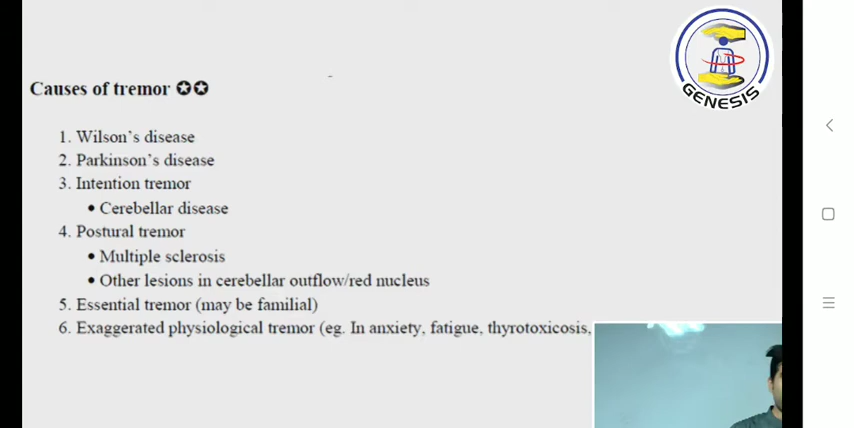 GENESIS
Causes of tremor ✪✪
1. Wilson's disease
2. Parkinson's disease
3. Intention tremor
• Cerebellar disease
4. Postural tremor
• Multiple sclerosis
• Other lesions in cerebellar outflow/red nucleus
5. Essential tremor (may be familial)
6. Exaggerated physiological tremor (eg. In anxiety, fatigue, thyrotoxicosis,